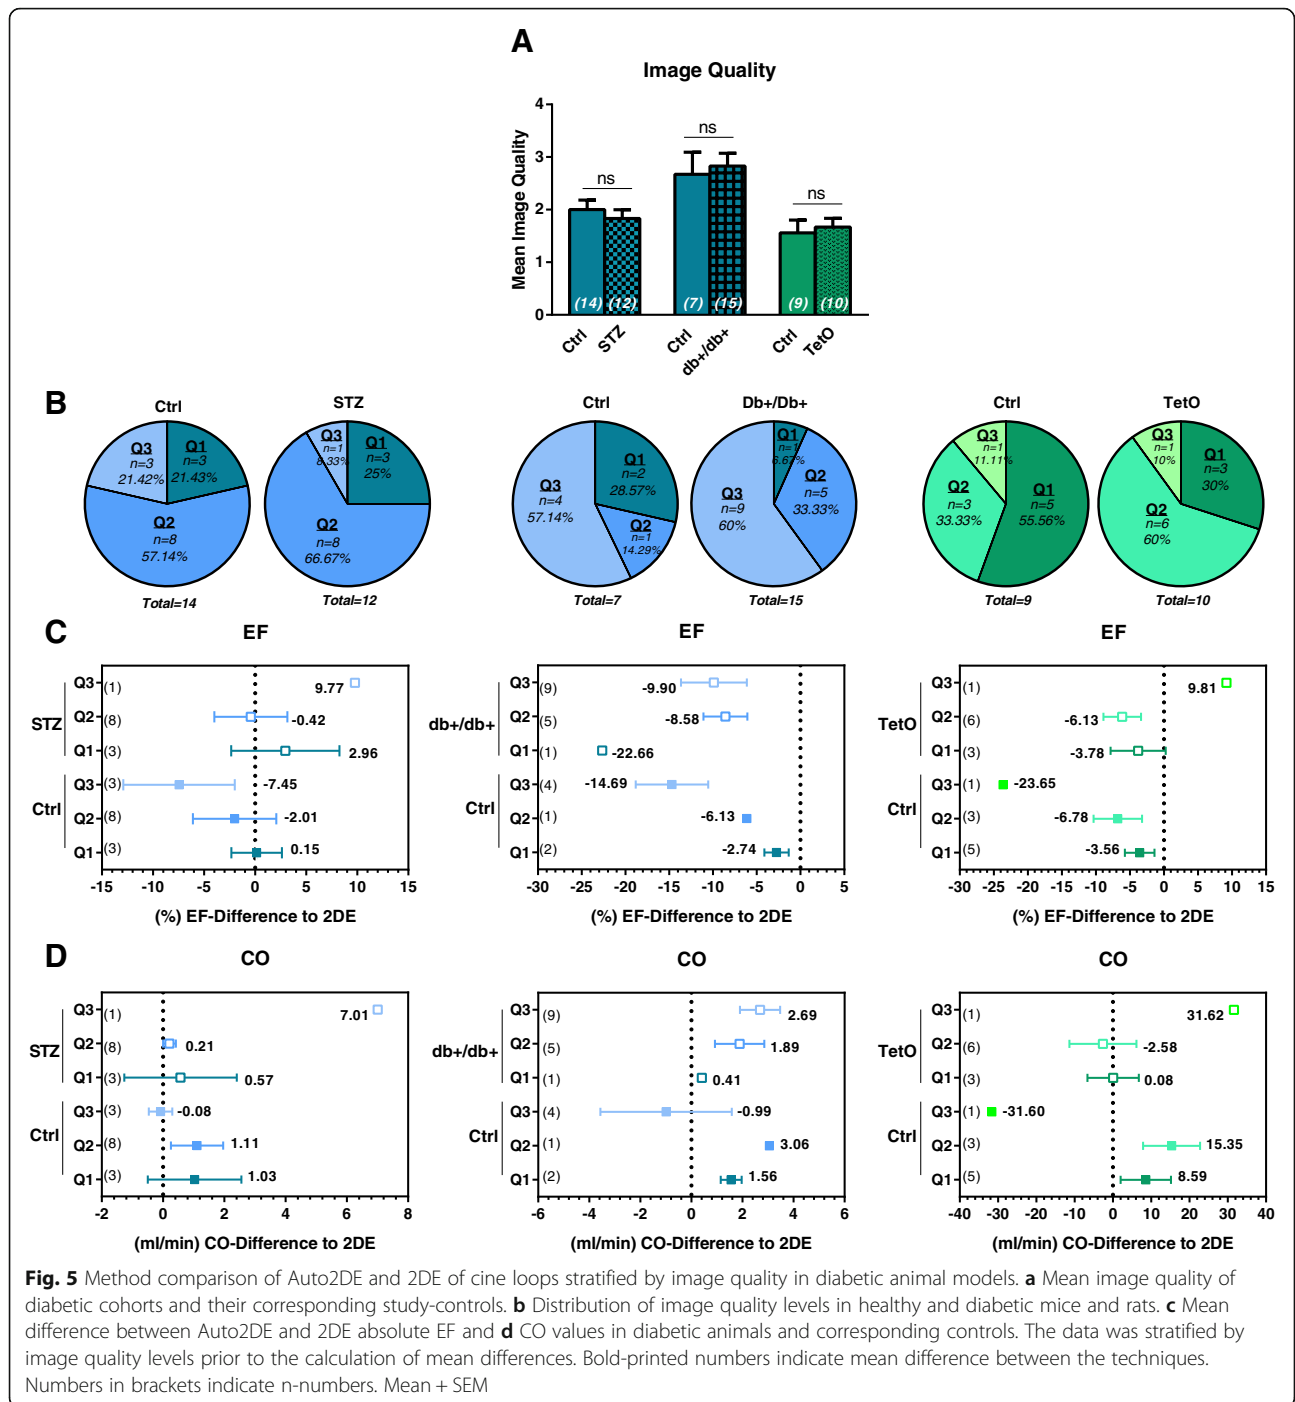 A
Image Quality
Mean Image Quality
4
3
2
1
0
ns
ns
ns
(14) (12) (7) (15) (9) (10)
Ctrl STZ Ctrl db+/db+ Ctrl TetO
B
Ctrl
Q3
n=3
21.42%
Q1
n=3
21.43%
Q2
n=8
57.14%
Total=14
STZ
Q3
n=1
8.33%
Q1
n=3
25%
Q2
n=8
66.67%
Total=12
Ctrl
Q1
n=2
28.57%
Q3
n=4
57.14%
Q2
n=1
14.29%
Total=7
Db+/Db+
Q1
n=1
6.67%
Q2
n=5
33.33%
Q3
n=9
60%
Total=15
Ctrl
Q3
n=1
11.11%
Q2
n=3
33.33%
Q1
n=5
55.56%
Total=9
TetO
Q3
n=1
10%
Q1
n=3
30%
Q2
n=6
60%
Total=10
C
EF
STZ
Q3 (1) 9.77
Q2 (8) -0.42
Q1 (3) 2.96
Ctrl
Q3 (3) -7.45
Q2 (8) -2.01
Q1 (3) 0.15
-15 -10 -5 0 5 10 15
(%) EF-Difference to 2DE
EF
db+/db+
Q3 (9) -9.90
Q2 (5) -8.58
Q1 (1) -22.66
Ctrl
Q3 (4) -14.69
Q2 (1) -6.13
Q1 (2) -2.74
-30 -25 -20 -15 -10 -5 0 5
(%) EF-Difference to 2DE
EF
TetO
Q3 (1) 9.81
Q2 (6) -6.13
Q1 (3) -3.78
Ctrl
Q3 (1) -23.65
Q2 (3) -6.78
Q1 (5) -3.56
-30 -25 -20 -15 -10 -5 0 5 10 15
(%) EF-Difference to 2DE
D
CO
STZ
Q3 (1) 7.01
Q2 (8) 0.21
Q1 (3) 0.57
Ctrl
Q3 (3) -0.08
Q2 (8) 1.11
Q1 (3) 1.03
-2 0 2 4 6 8
(ml/min) CO-Difference to 2DE
CO
db+/db+
Q3 (9) 2.69
Q2 (5) 1.89
Q1 (1) 0.41
Ctrl
Q3 (4) -0.99
Q2 (1) 3.06
Q1 (2) 1.56
-6 -4 -2 0 2 4 6
(ml/min) CO-Difference to 2DE
CO
TetO
Q3 (1) 31.62
Q2 (6) -2.58
Q1 (3) 0.08
Ctrl
Q3 (1) -31.60
Q2 (3) 15.35
Q1 (5) 8.59
-40 -30 -20 -10 0 10 20 30 40
(ml/min) CO-Difference to 2DE
Fig. 5 Method comparison of Auto2DE and 2DE of cine loops stratified by image quality in diabetic animal models. a Mean image quality of
diabetic cohorts and their corresponding study-controls. b Distribution of image quality levels in healthy and diabetic mice and rats. c Mean
difference between Auto2DE and 2DE absolute EF and d CO values in diabetic animals and corresponding controls. The data was stratified by
image quality levels prior to the calculation of mean differences. Bold-printed numbers indicate mean difference between the techniques.
Numbers in brackets indicate n-numbers. Mean + SEM